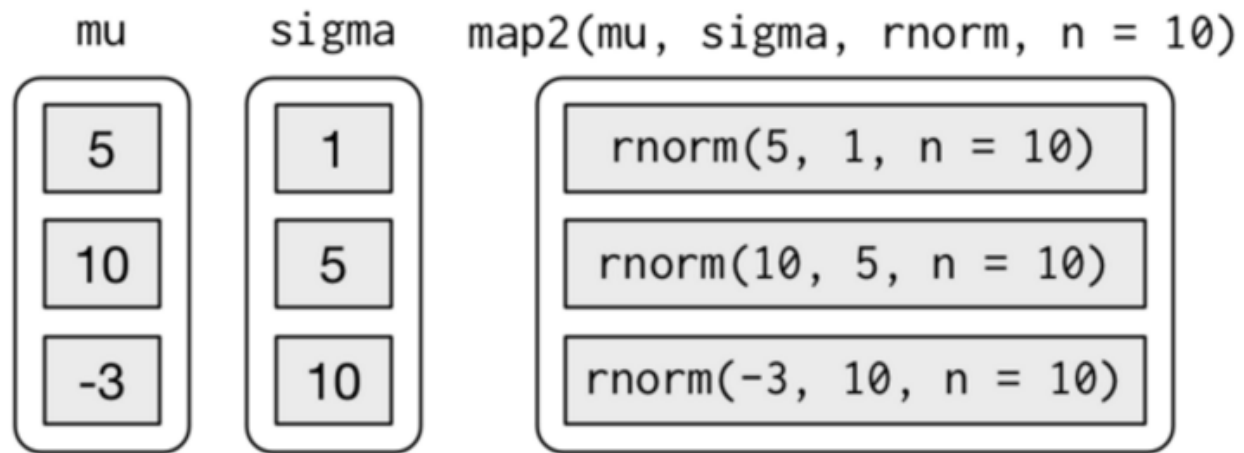 mu sigma map2(mu, sigma, rnorm, n = 10)
5 1 rnorm(5, 1, n = 10)
10 5 rnorm(10, 5, n = 10)
-3 10 rnorm(-3, 10, n = 10)